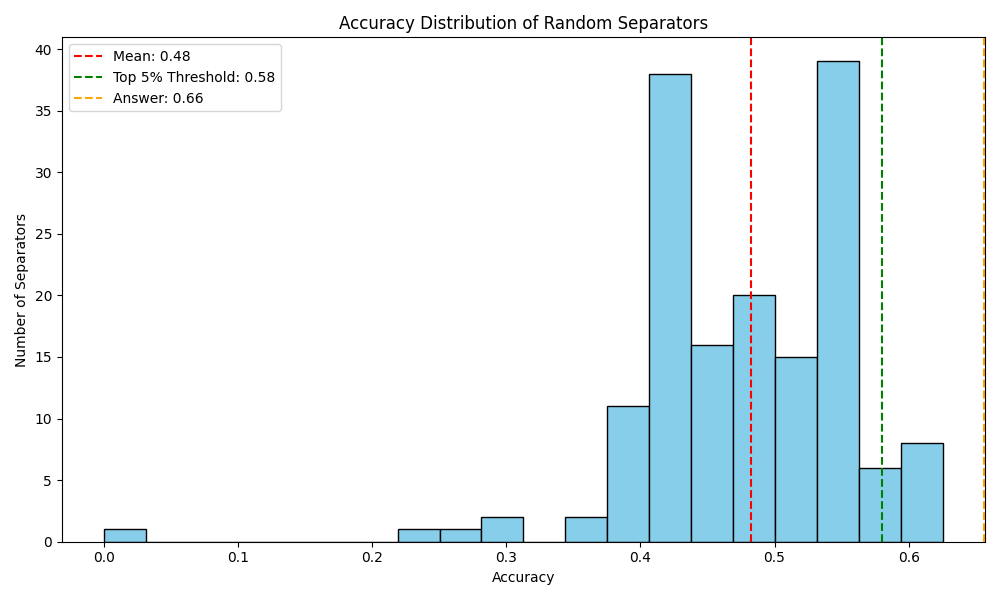 Accuracy Distribution of Random Separators
Mean: 0.48
Top 5% Threshold: 0.58
Answer: 0.66
Number of Separators
40
35
30
25
20
15
10
5
0
0.0 0.1 0.2 0.3 0.4 0.5 0.6
Accuracy